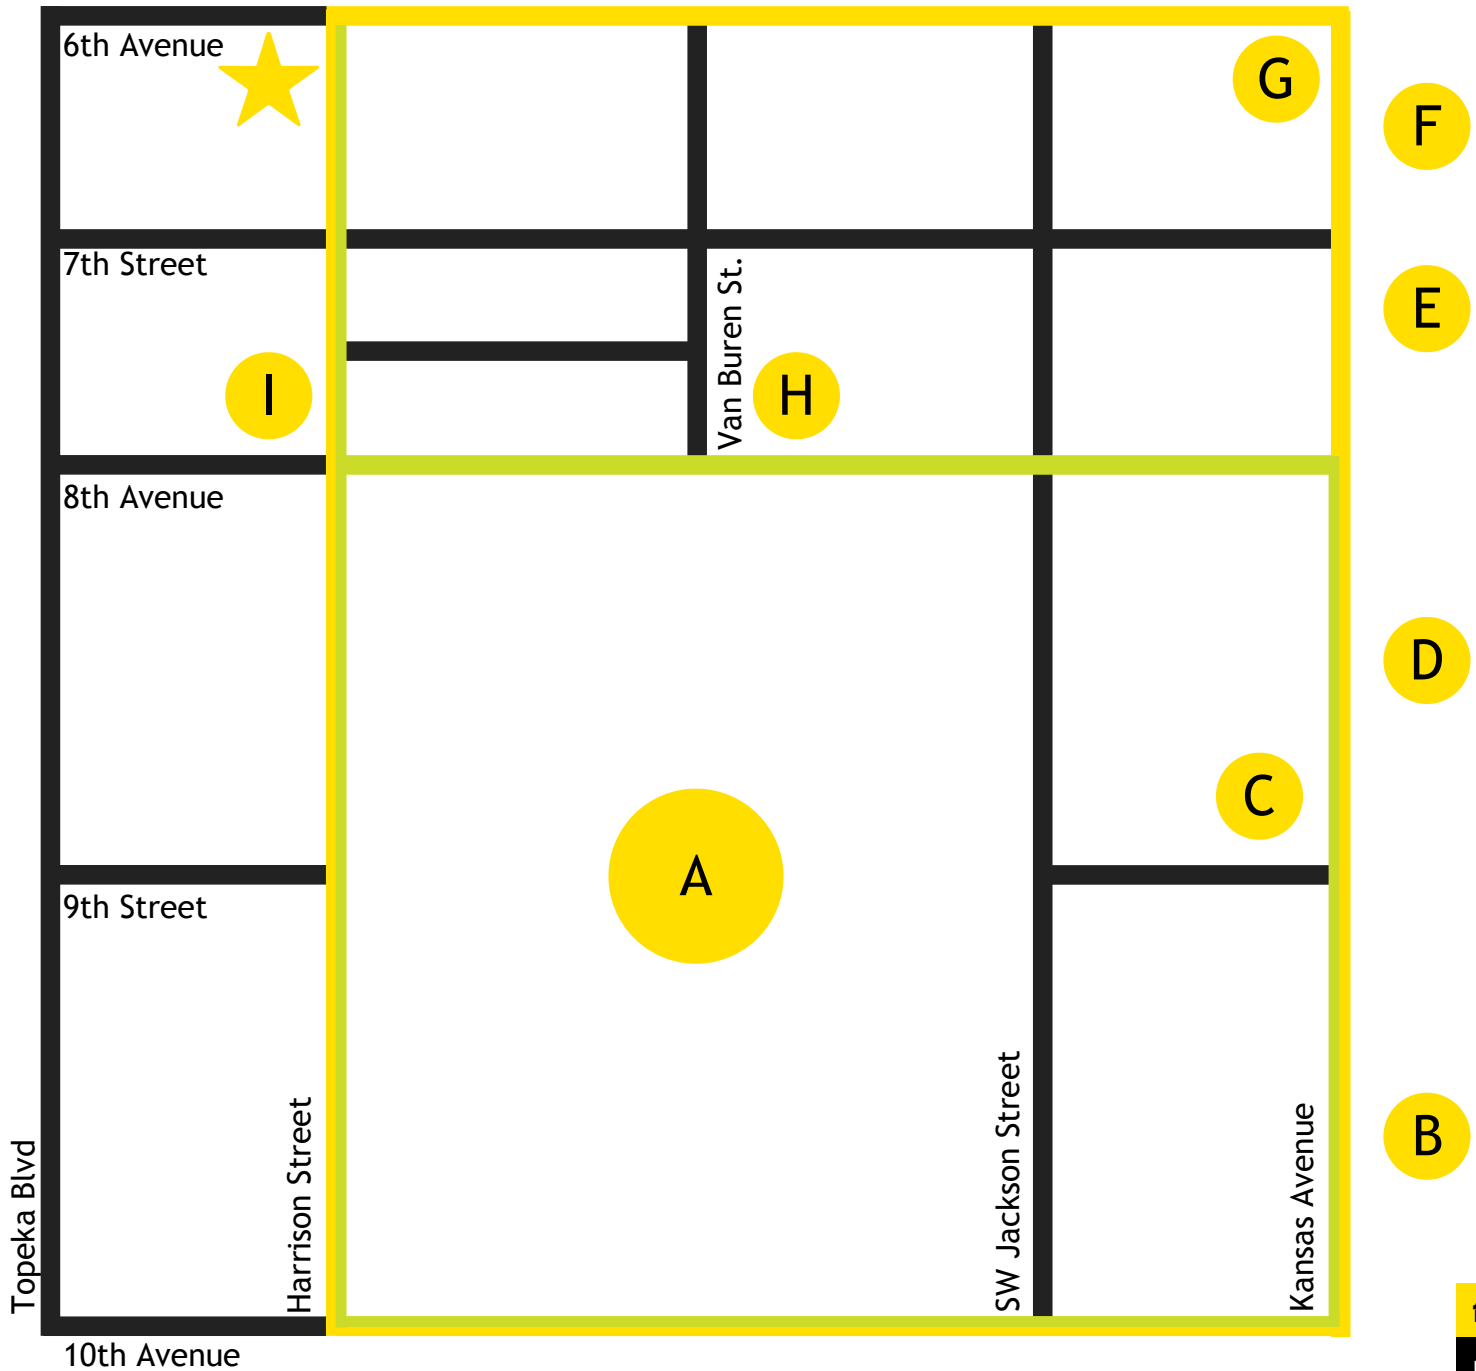 6th Avenue
G
F
7th Street
Van Buren St.
E
I
H
8th Avenue
D
C
A
9th Street
Topeka Blvd
Harrison Street
SW Jackson Street
Kansas Avenue
B
10th Avenue